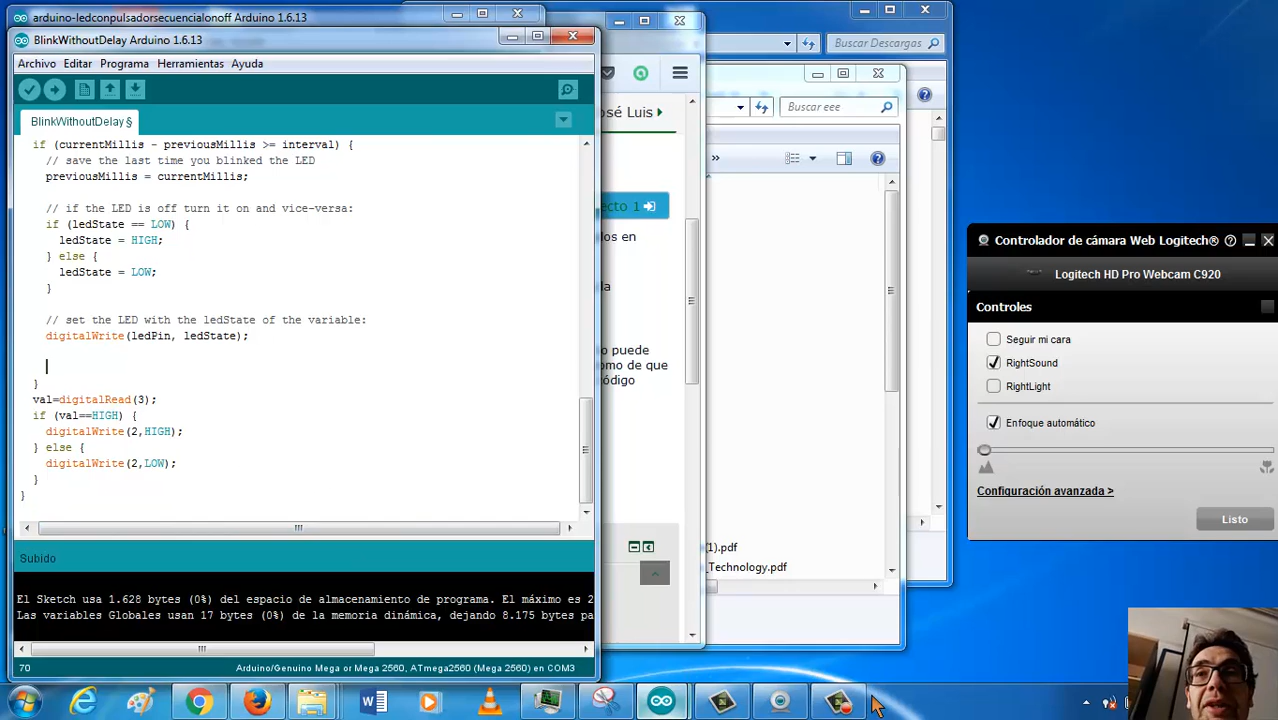 arduino-ledconpulsadorsecuencialonoff Arduino 1.6.13
BlinkWithoutDelay Arduino 1.6.13
Archivo Editar Programa Herramientas Ayuda
BlinkWithoutDelay§
if (currentMillis - previousMillis >= interval) {
// save the last time you blinked the LED
previousMillis = currentMillis;
// if the LED is off turn it on and vice-versa:
if (ledState == LOW) {
ledState = HIGH;
} else {
ledState = LOW;
}
// set the LED with the ledState of the variable:
digitalWrite(ledPin, ledState);
}
val=digitalRead(3);
if (val==HIGH) {
digitalWrite(2,HIGH);
} else {
digitalWrite(2,LOW);
}
}
Subido
El Sketch usa 1.628 bytes (0%) del espacio de almacenamiento de programa. El máximo es 2
Las variables Globales usan 17 bytes (0%) de la memoria dinámica, dejando 8.175 bytes pa
70
Arduino/Genuino Mega or Mega 2560, ATmega2560 (Mega 2560) en COM3
osé Luis
ecto 1
los en
la
o puede
omo de que
código
Buscar Descargas
Buscar eee
»
(1).pdf
_Technology.pdf
Controlador de cámara Web Logitech®
Logitech HD Pro Webcam C920
Controles
Seguir mi cara
RightSound
RightLight
Enfoque automático
Configuración avanzada >
Listo